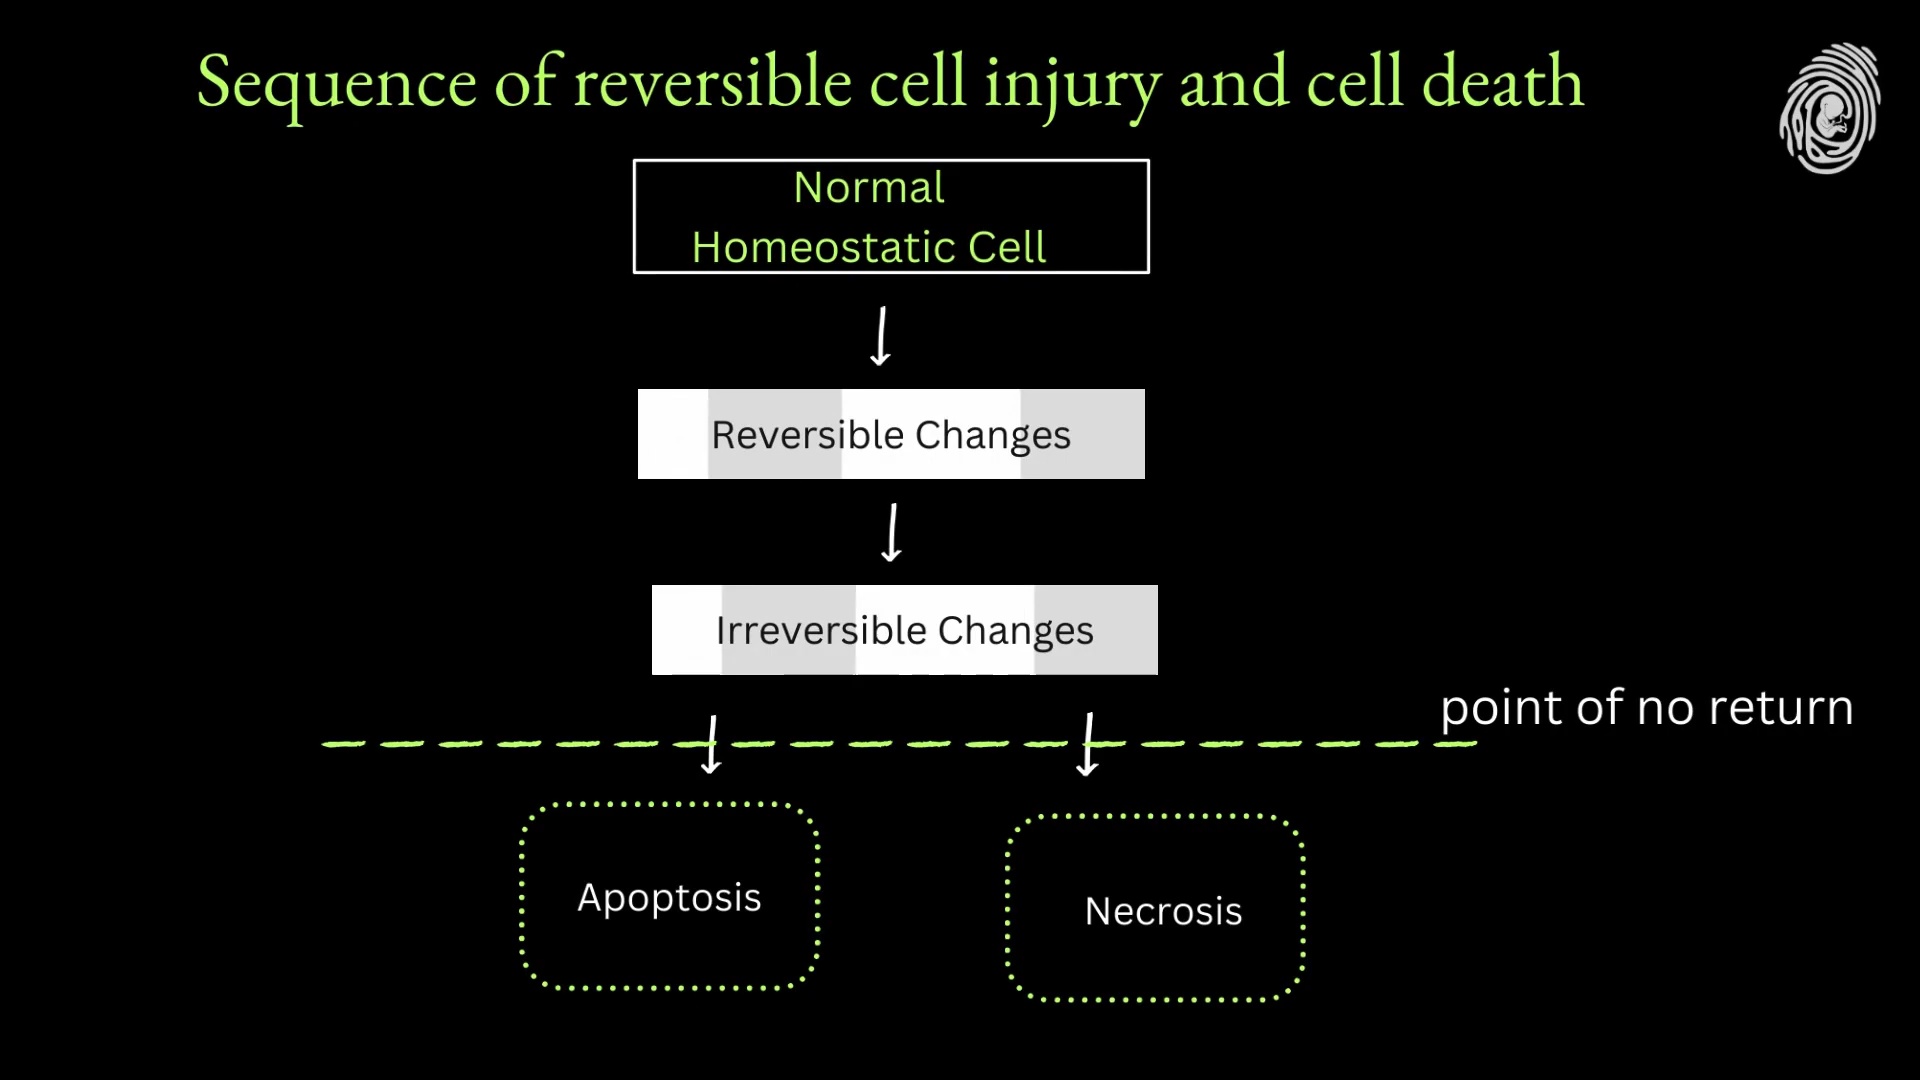 Sequence of reversible cell injury and cell death
Normal
Homeostatic Cell
Reversible Changes
Irreversible Changes
point of no return
Apoptosis
Necrosis